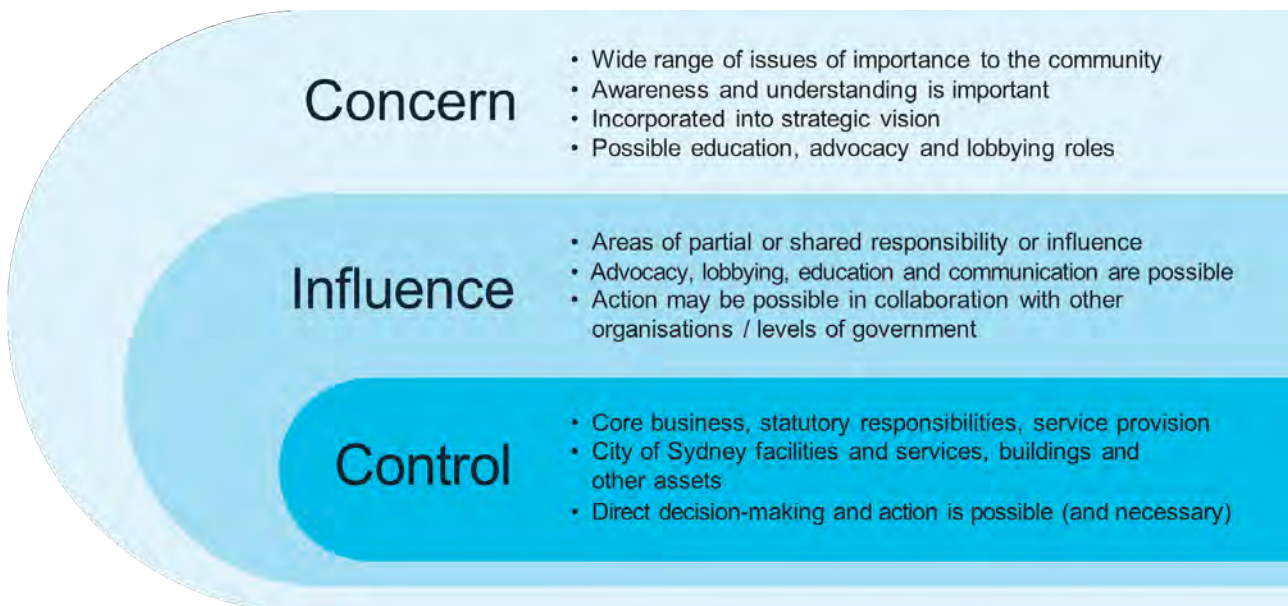 Concern
• Wide range of issues of importance to the community
• Awareness and understanding is important
• Incorporated into strategic vision
• Possible education, advocacy and lobbying roles
Influence
• Areas of partial or shared responsibility or influence
• Advocacy, lobbying, education and communication are possible
• Action may be possible in collaboration with other
organisations / levels of government
Control
• Core business, statutory responsibilities, service provision
• City of Sydney facilities and services, buildings and
other assets
• Direct decision-making and action is possible (and necessary)